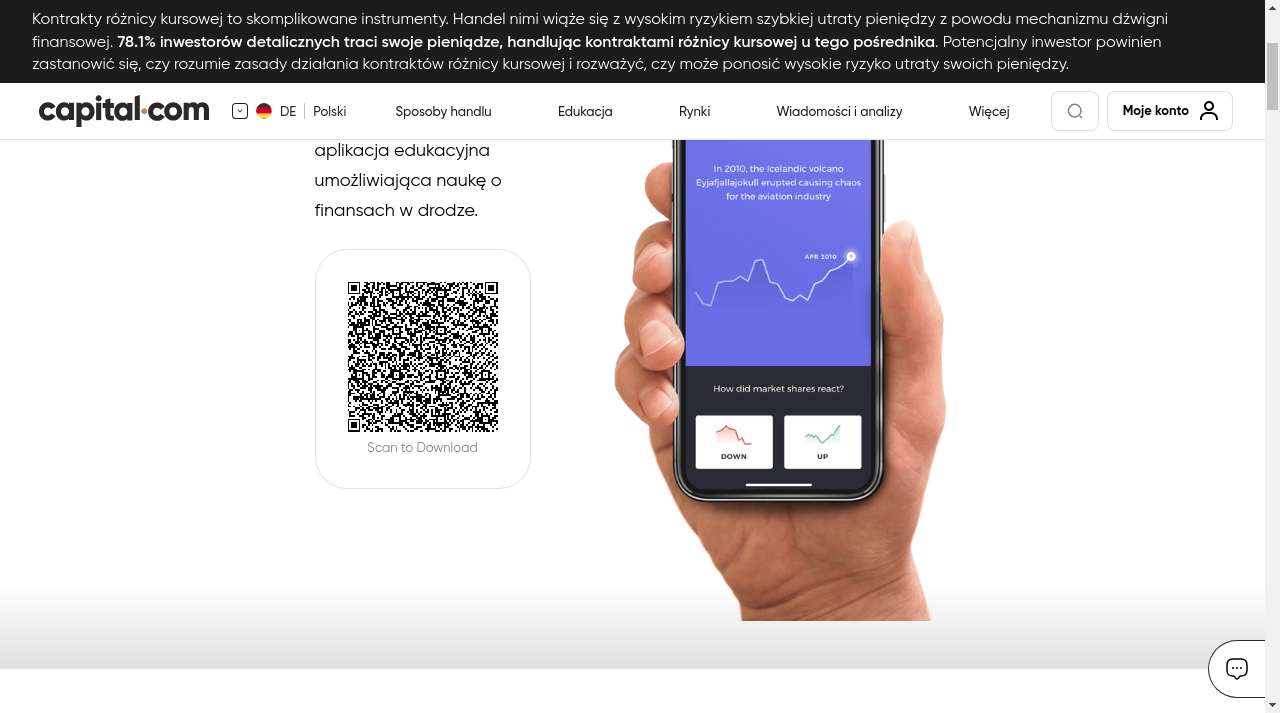 Kontrakty różnicy kursowej to skomplikowane instrumenty. Handel nimi wiąże się z wysokim ryzykiem szybkiej utraty pieniędzy z powodu mechanizmu dźwigni
finansowej. 78.1% inwestorów detalicznych traci swoje pieniądze, handlując kontraktami różnicy kursowej u tego pośrednika. Potencjalny inwestor powinien
zastanowić się, czy rozumie zasady działania kontraktów różnicy kursowej i rozważyć, czy może ponosić wysokie ryzyko utraty swoich pieniędzy.
capital.com DE Polski Sposoby handlu Edukacja Rynki Wiadomości i analizy Więcej Moje konto
aplikacja edukacyjna
umożliwiająca naukę o
finansach w drodze.
Scan to Download
In 2010, the Icelandic volcano
Eyjafjallajokull erupted causing chaos
for the aviation industry
APR 2010
How did market shares react?
DOWN UP